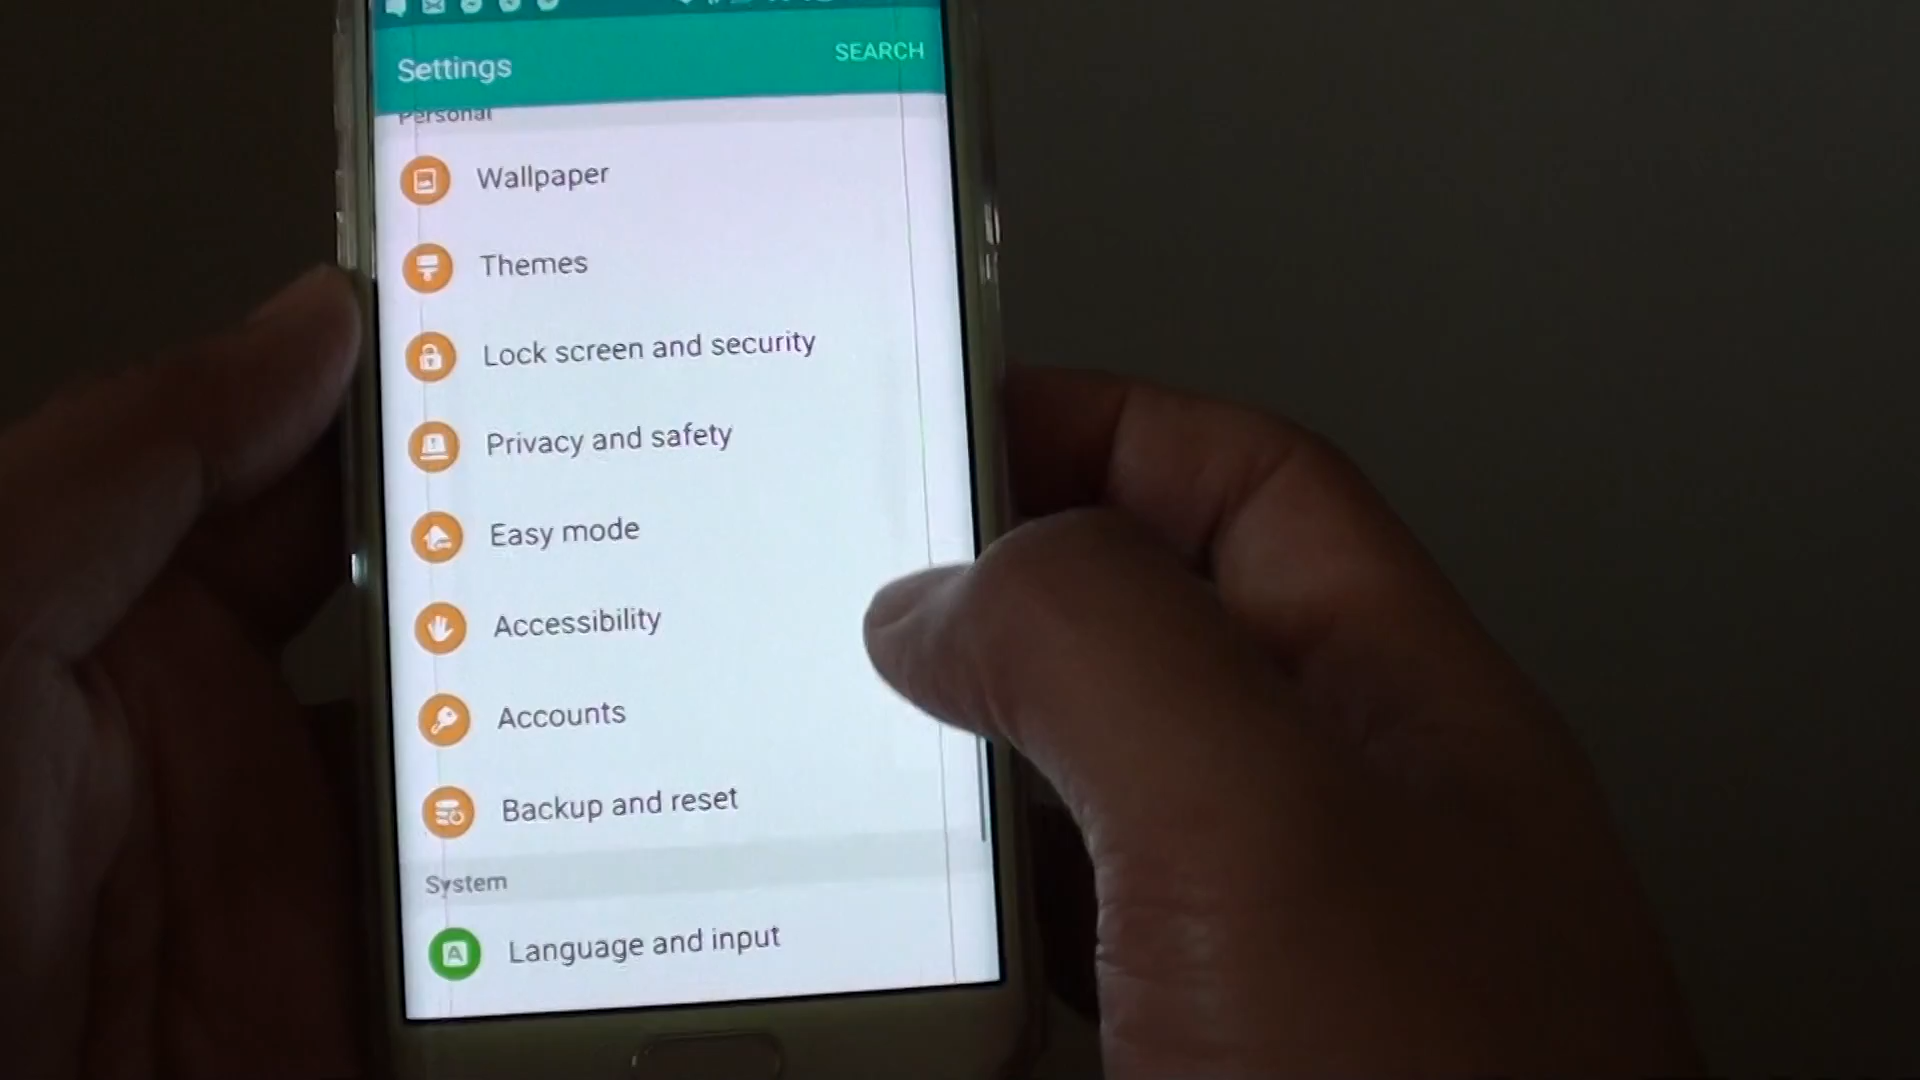 Settings
SEARCH
Personal
Wallpaper
Themes
Lock screen and security
Privacy and safety
Easy mode
Accessibility
Accounts
Backup and reset
System
A
Language and input